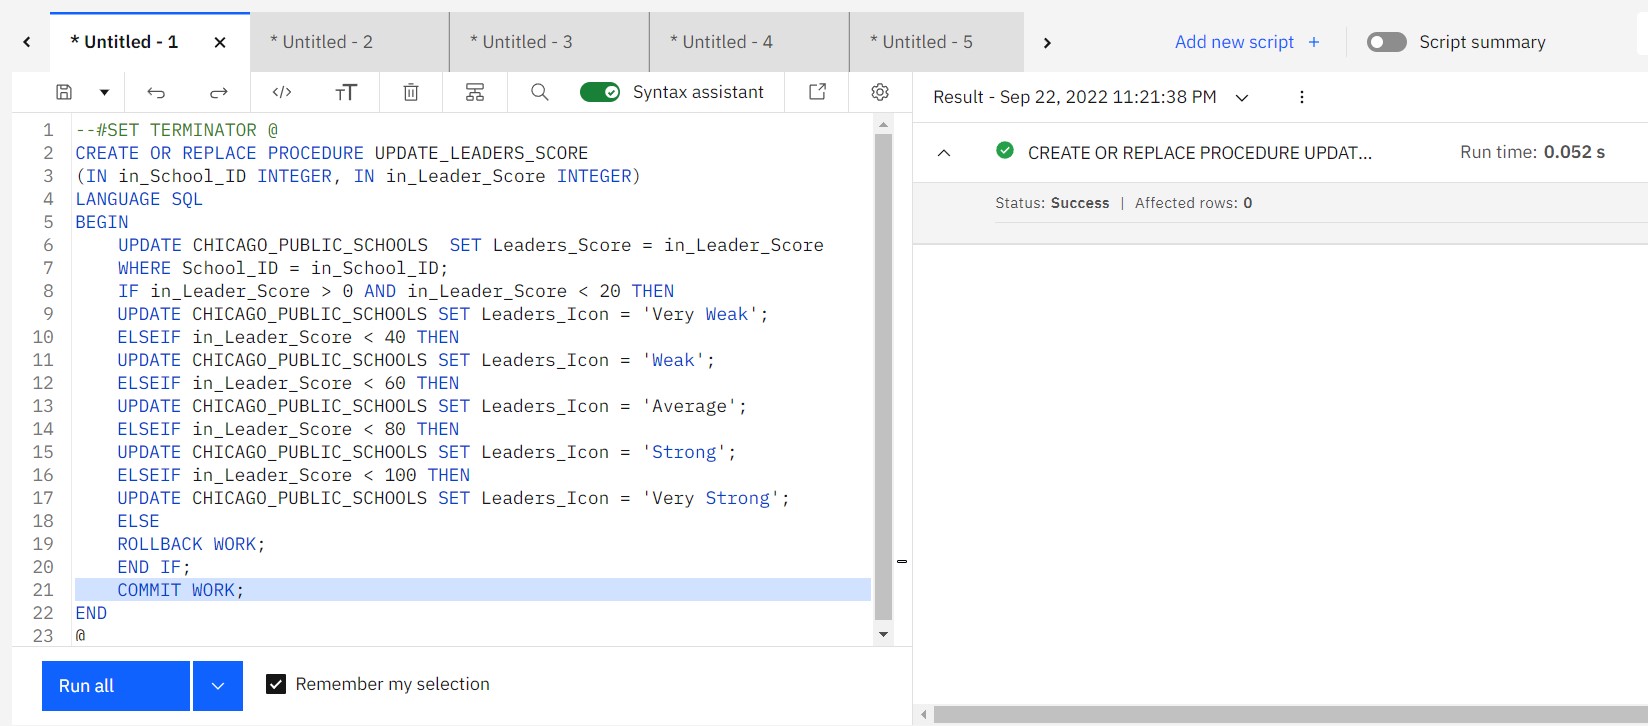 * Untitled - 1
* Untitled - 2
* Untitled - 3
* Untitled - 4
* Untitled - 5
Add new script +
Script summary
Syntax assistant
1 --#SET TERMINATOR @
2 CREATE OR REPLACE PROCEDURE UPDATE_LEADERS_SCORE
3 (IN in_School_ID INTEGER, IN in_Leader_Score INTEGER)
4 LANGUAGE SQL
5 BEGIN
6 UPDATE CHICAGO_PUBLIC_SCHOOLS  SET Leaders_Score = in_Leader_Score
7 WHERE School_ID = in_School_ID;
8 IF in_Leader_Score > 0 AND in_Leader_Score < 20 THEN
9 UPDATE CHICAGO_PUBLIC_SCHOOLS SET Leaders_Icon = 'Very Weak';
10 ELSEIF in_Leader_Score < 40 THEN
11 UPDATE CHICAGO_PUBLIC_SCHOOLS SET Leaders_Icon = 'Weak';
12 ELSEIF in_Leader_Score < 60 THEN
13 UPDATE CHICAGO_PUBLIC_SCHOOLS SET Leaders_Icon = 'Average';
14 ELSEIF in_Leader_Score < 80 THEN
15 UPDATE CHICAGO_PUBLIC_SCHOOLS SET Leaders_Icon = 'Strong';
16 ELSEIF in_Leader_Score < 100 THEN
17 UPDATE CHICAGO_PUBLIC_SCHOOLS SET Leaders_Icon = 'Very Strong';
18 ELSE
19 ROLLBACK WORK;
20 END IF;
21 COMMIT WORK;
22 END
23 @
Run all
Remember my selection
Result - Sep 22, 2022 11:21:38 PM
CREATE OR REPLACE PROCEDURE UPDAT...
Run time: 0.052 s
Status: Success | Affected rows: 0